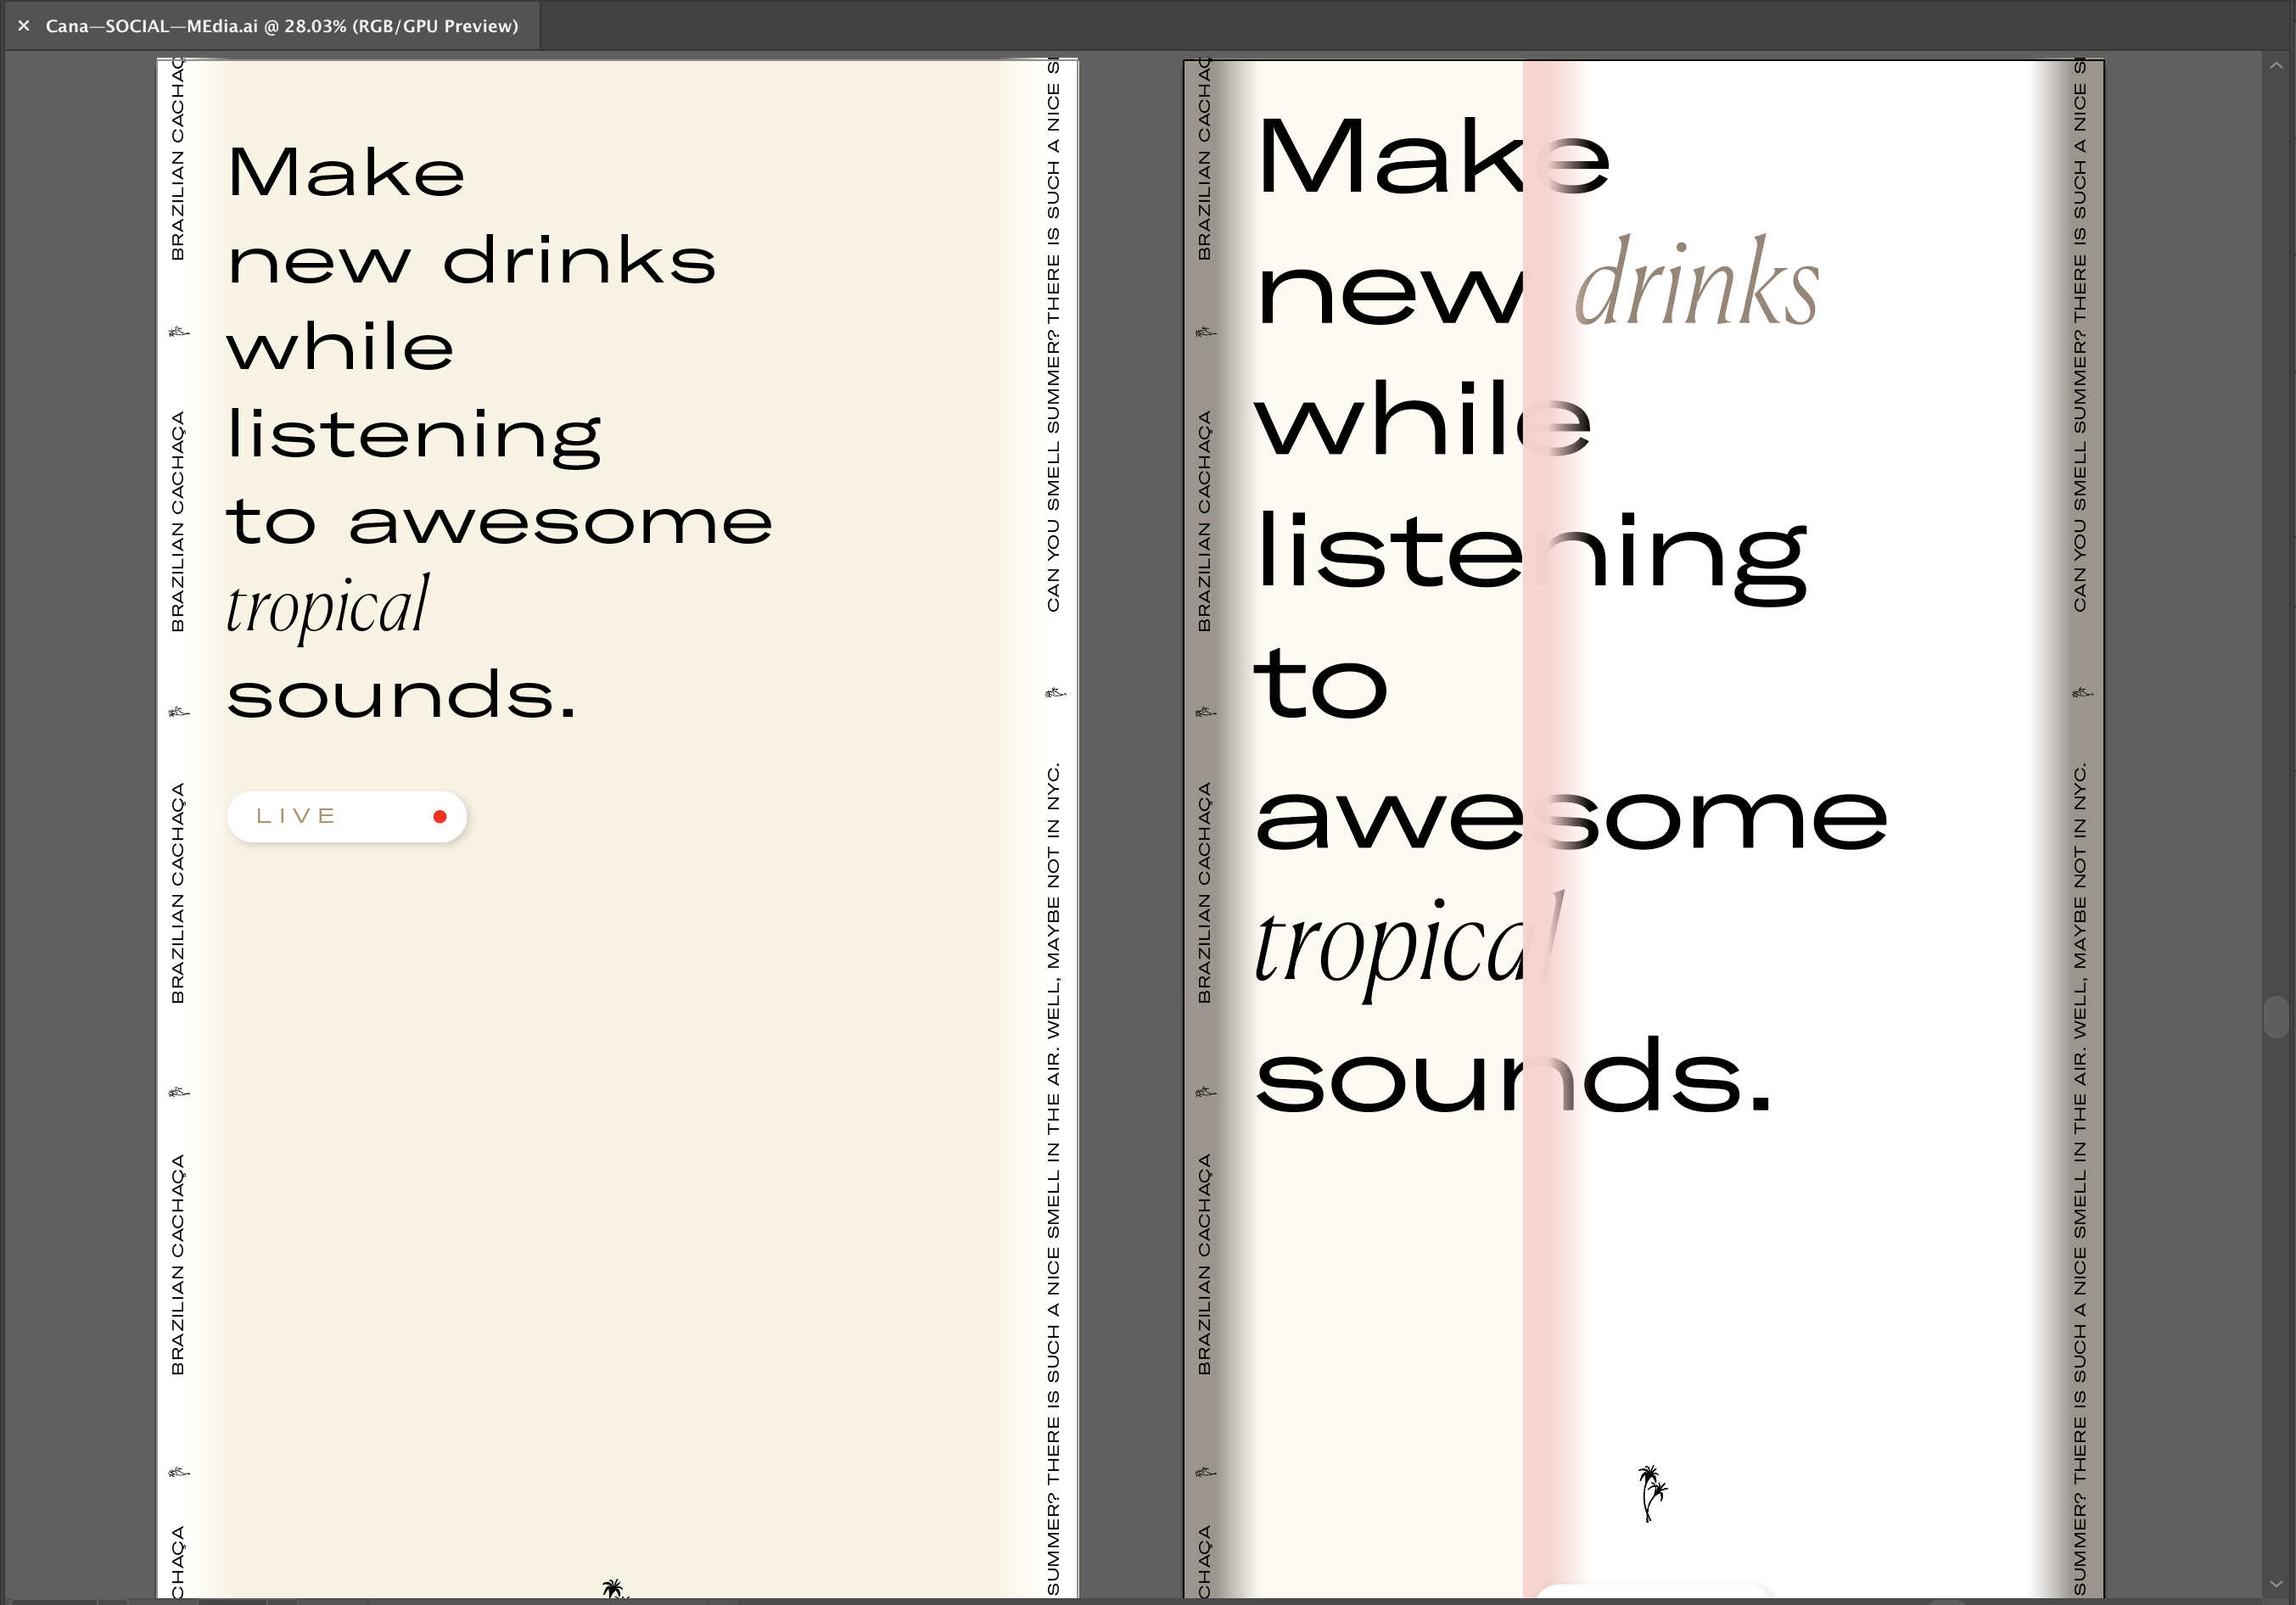 Cana—SOCIAL—MEdia.ai @ 28.03% (RGB/GPU Preview)
BRAZILIAN CACHAÇ
BRAZILIAN CACHAÇA
BRAZILIAN CACHAÇA
BRAZILIAN CACHAÇA
CHAÇA
Make
new drinks
while
listening
to awesome
tropical
sounds.
LIVE
CAN YOU SMELL SUMMER? THERE IS SUCH A NICE
SUMMER? THERE IS SUCH A NICE SMELL IN THE AIR. WELL, MAYBE NOT IN NYC.
BRAZILIAN CACHAÇ
BRAZILIAN CACHAÇA
BRAZILIAN CACHAÇA
BRAZILIAN CACHAÇA
CHAÇA
Make
new drinks
while
listening
to
awesome
tropical
sounds.
CAN YOU SMELL SUMMER? THERE IS SUCH A NICE
SUMMER? THERE IS SUCH A NICE SMELL IN THE AIR. WELL, MAYBE NOT IN NYC.